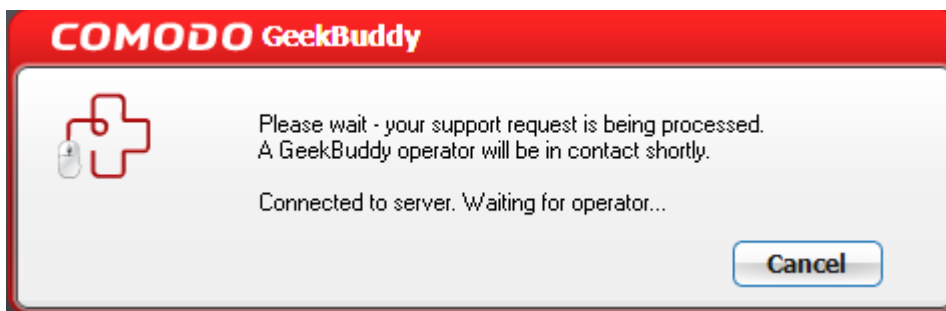 COMODO GeekBuddy
Please wait - your support request is being processed.
A GeekBuddy operator will be in contact shortly.
Connected to server. Waiting for operator...
Cancel